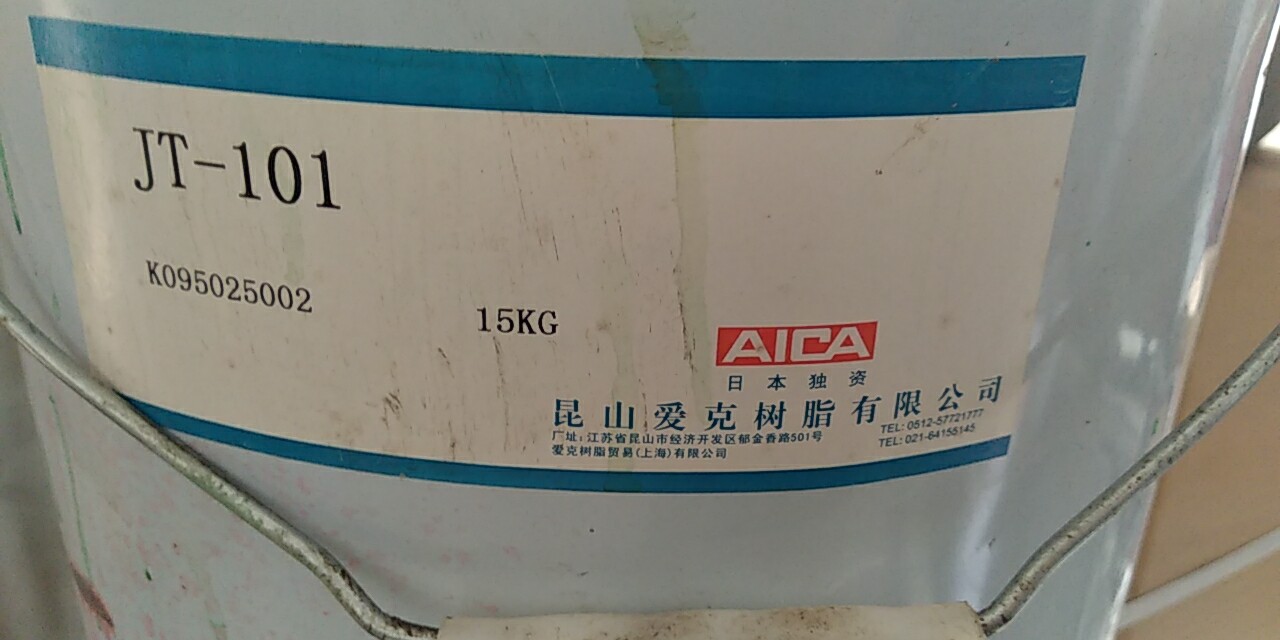 JT-101
K095025002
15KG
AICA
日本独资
昆山爱克树脂有限公司
厂址:江苏省昆山市经济开发区郁金香路501号 TEL: 0512-57721777
爱克树脂贸易(上海)有限公司 TEL: 021-64155145